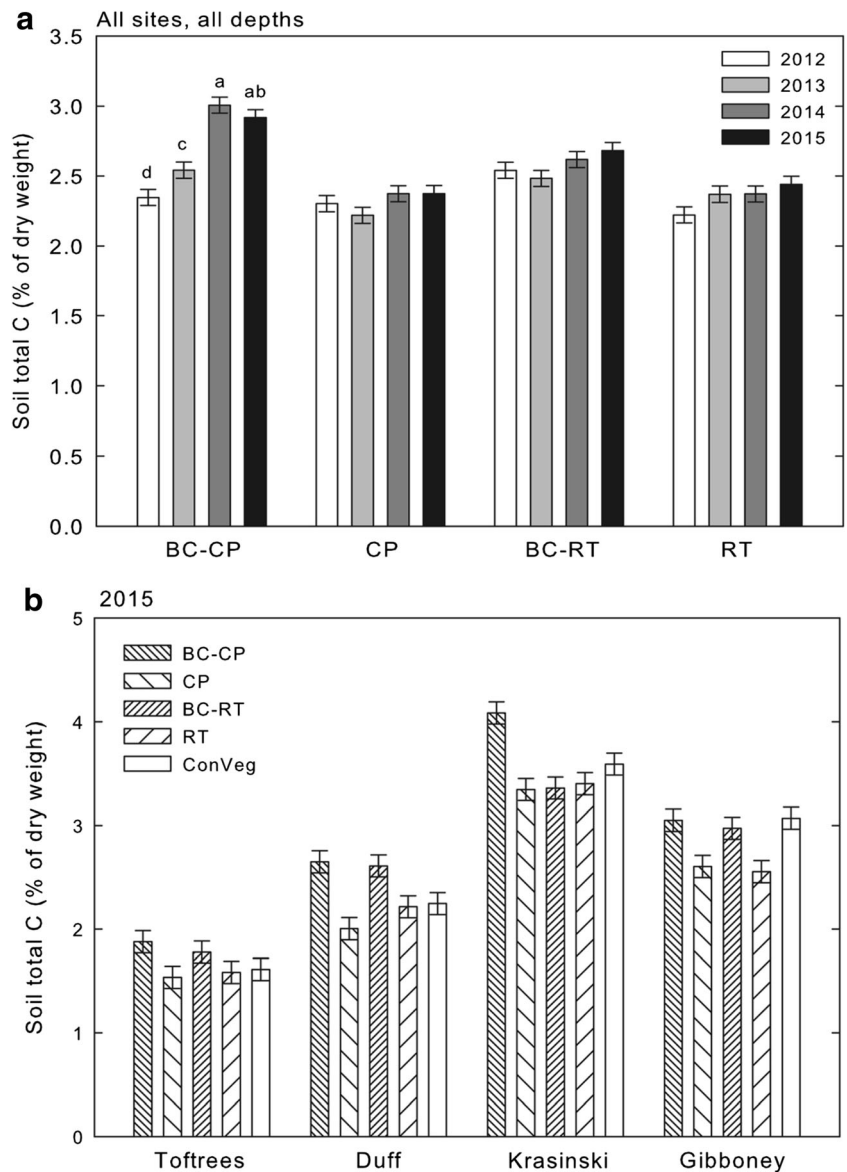 a All sites, all depths
3.5
3.0
2.5
2.0
1.5
1.0
0.5
0.0
Soil total C (% of dry weight)
2012
2013
2014
2015
d c a ab
BC-CP CP BC-RT RT
b 2015
5
4
3
2
1
0
Soil total C (% of dry weight)
BC-CP
CP
BC-RT
RT
ConVeg
Toftrees Duff Krasinski Gibboney